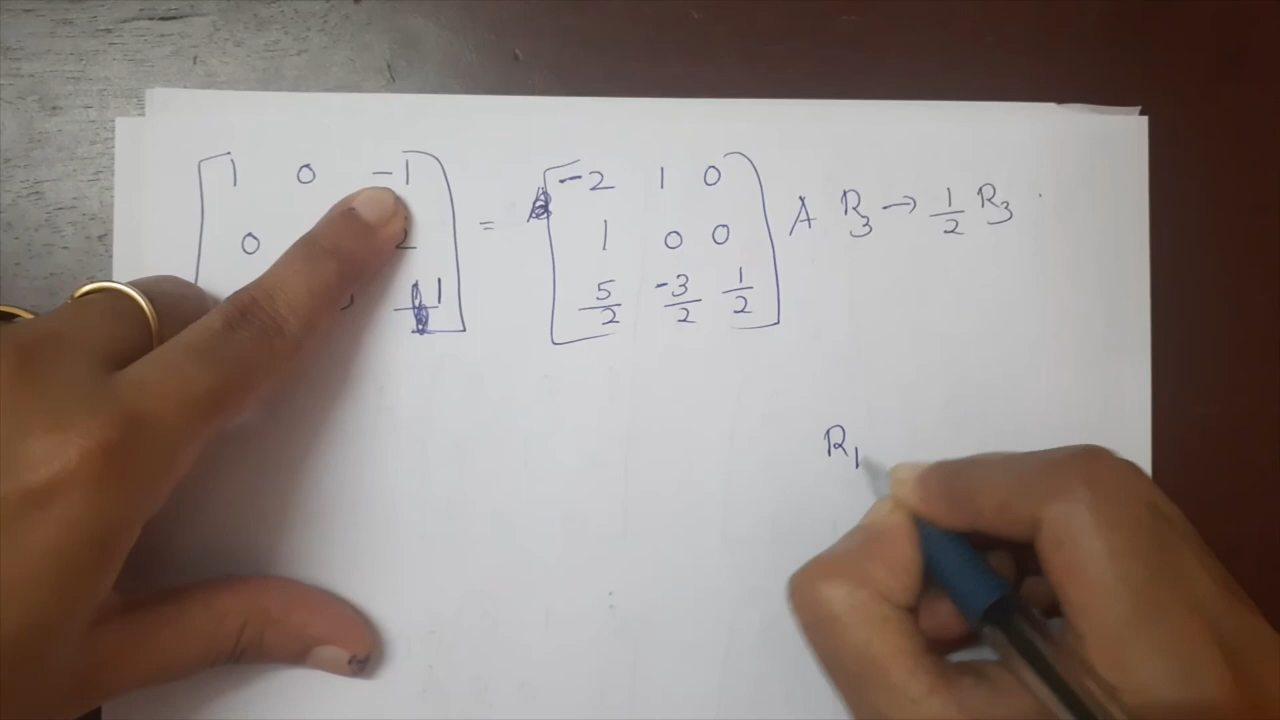 1 0 -1 = -2 1 0 A R3 → 1/2 R3
0 2 1 0 0
1 5/2 -3/2 1/2
R1